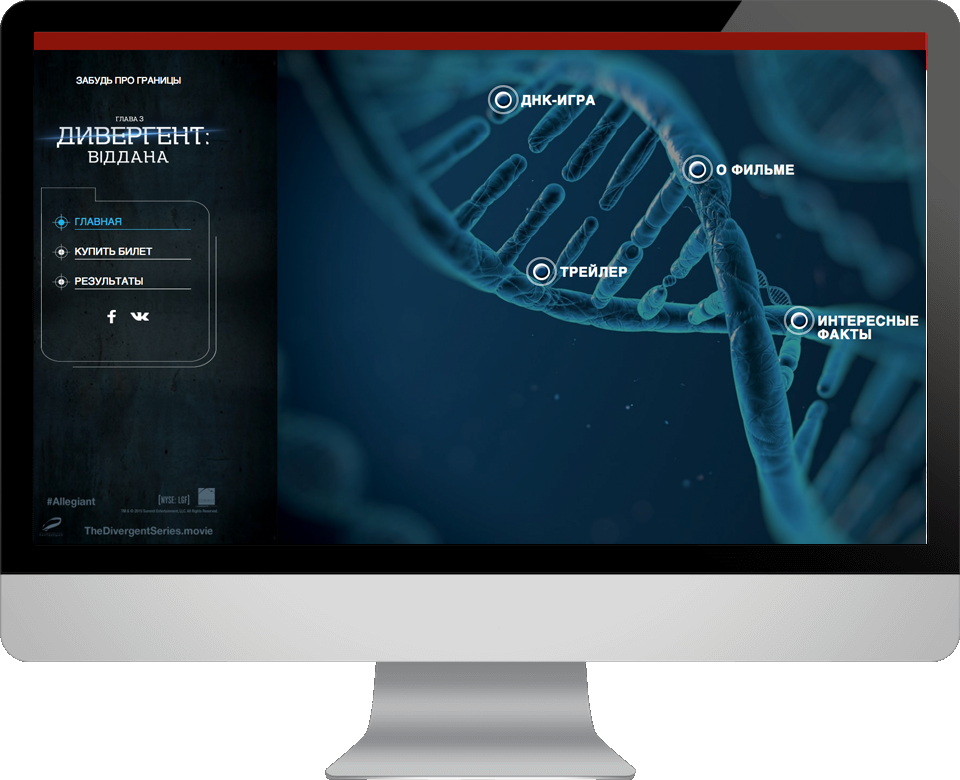 ЗАБУДЬ ПРО ГРАНИЦЫ
ГЛАВА 3
ДИВЕРГЕНТ:
ВІДДАНА
ГЛАВНАЯ
КУПИТЬ БИЛЕТ
РЕЗУЛЬТАТЫ
#Allegiant
[NYSE: LGF]
TheDivergentSeries.movie
ДНК-ИГРА
О ФИЛЬМЕ
ТРЕЙЛЕР
ИНТЕРЕСНЫЕ
ФАКТЫ